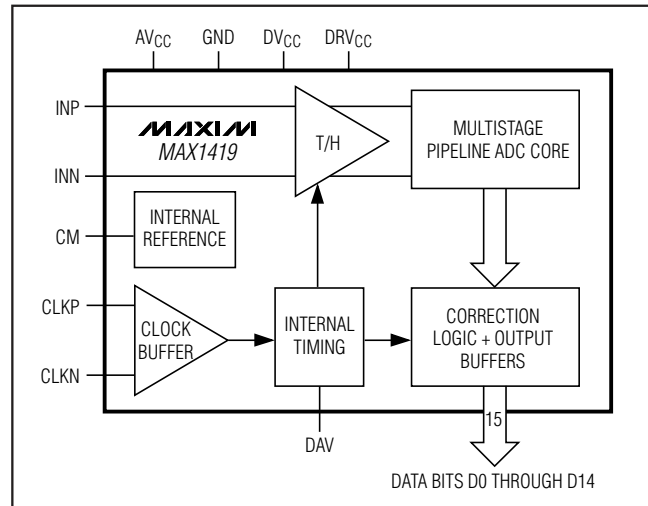 AVCC GND DVCC DRVCC
INP
MAXIM
MAX1419
T/H
MULTISTAGE
PIPELINE ADC CORE
INN
INTERNAL
REFERENCE
CM
CLKP
CLOCK
BUFFER
INTERNAL
TIMING
CORRECTION
LOGIC + OUTPUT
BUFFERS
CLKN
15
DAV
DATA BITS D0 THROUGH D14